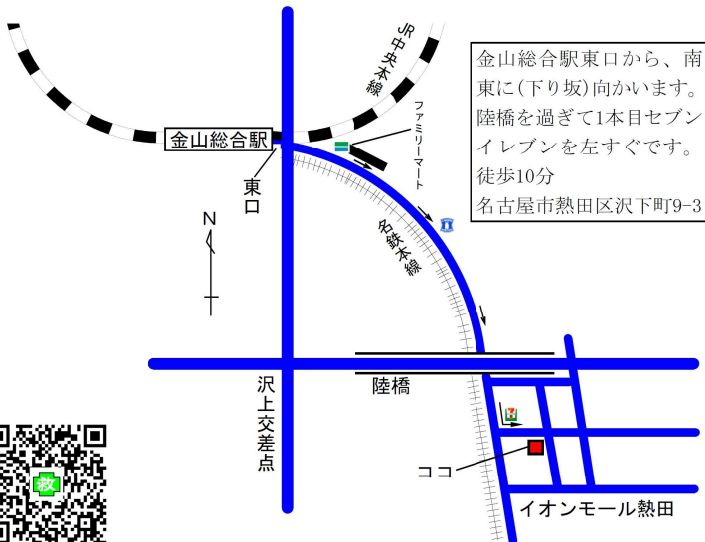 JR中央本線
金山総合駅から、南
東に(下り坂)向かいます。
陸橋を過ぎて1本目セブン
イレブンを左すぐです。
徒歩10分
名古屋市熱田区沢下町9-3
ファミリーマート
金山総合駅
東口
N
名鉄本線
陸橋
沢上交差点
7
救
ココ
イオンモール熱田